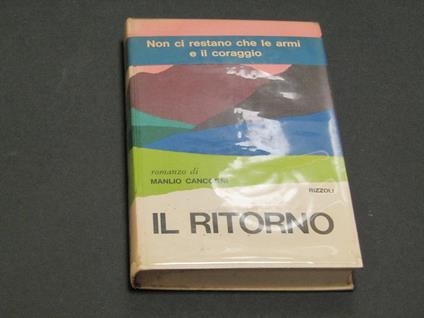 Non ci restano che le armi
e il coraggio
romanzo di
MANLIO CANCOGNI
RIZZOLI
IL RITORNO